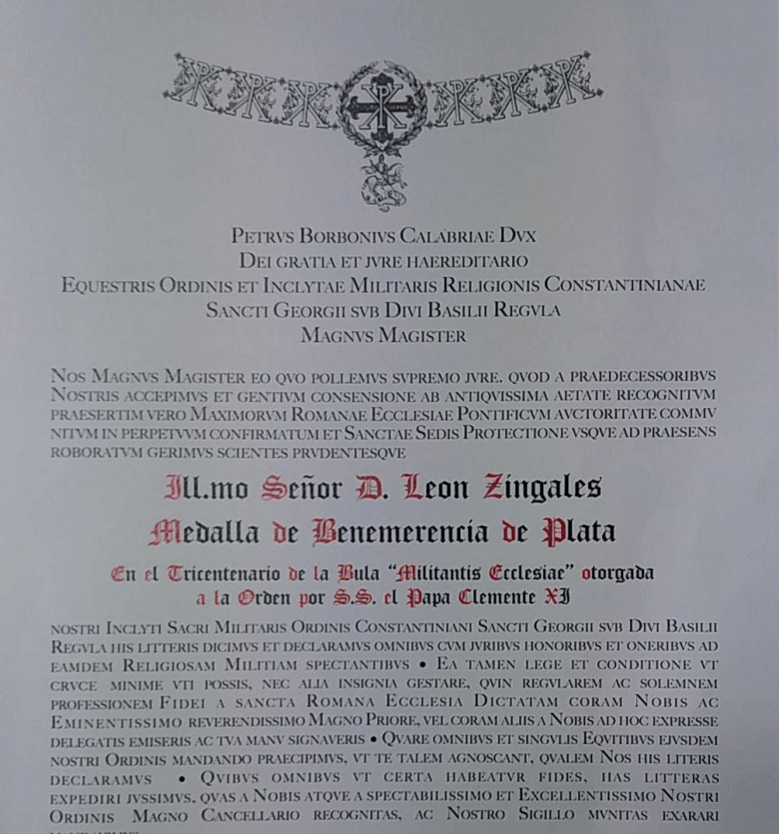 PETRVS BORBONIVS CALABRIAE DVX
DEI GRATIA ET JVRE HAEREDITARIO
EQUESTRIS ORDINIS ET INCLYTAE MILITARIS RELIGIONIS CONSTANTINIANAE
SANCTI GEORGII SVB DIVI BASILII REGVLA
MAGNVS MAGISTER
NOS MAGNVS MAGISTER EO QVO POLLEMVS SVPREMO JVRE. QVOD A PRAEDECESSORIBVS
NOSTRIS ACCEPIMVS ET GENTIVM CONSENSIONE AB ANTIQVISSIMA AETATE RECOGNITVM
PRAESERTIM VERO MAXIMORVM ROMANAE ECCLESIAE PONTIFICVM AVCTORITATE COMMV
NITVM IN PERPETVVM CONFIRMATUM ET SANCTAE SEDIS PROTECTIONE VSQVE AD PRAESENS
ROBORATVM GERIMVS SCIENTES PRVDENTESQVE
Ill.mo Señor D. Leon Zingales
Medalla de Benemerencia de Plata
En el Tricentenario de la Bula “Militantis Ecclesiae” otorgada
a la Orden por S.S. el Papa Clemente XI
NOSTRI INCLYTI SACRI MILITARIS ORDINIS CONSTANTINIANI SANCTI GEORGII SVB DIVI BASILII
REGVLA HIS LITTERIS DICIMVS ET DECLARAMVS OMNIBVS CVM JVRIBVS HONORIBVS ET ONERIBVS AD
EAMDEM RELIGIOSAM MILITIAM SPECTANTIBVS • EA TAMEN LEGE ET CONDITIONE VT
CRVCE MINIME VTI POSSIS, NEC ALIA INSIGNIA GESTARE, QVIN REGVLAREM AC SOLEMNEM
PROFESSIONEM FIDEI A SANCTA ROMANA ECCLESIA DICTATAM CORAM NOBIS AC
EMINENTISSIMO REVERENDISSIMO MAGNO PRIORE, VEL CORAM ALIIS A NOBIS AD HOC EXPRESSE
DELEGATIS EMISERIS AC TVA MANV SIGNAVERIS • QVARE OMNIBVS ET SINGVLIS EQVITIBVS EJVSDEM
NOSTRI ORDINIS MANDANDO PRAECIPIMVS, VT TE TALEM AGNOSCANT, QVALEM NOS HIS LITERIS
DECLARAMVS • QVIBVS OMNIBVS VT CERTA HABEATVR FIDES, HAS LITTERAS
EXPEDIRI JVSSIMVS, QVAS A NOBIS ATQVE A SPECTABILISSIMO ET EXCELLENTISSIMO NOSTRI
ORDINIS MAGNO CANCELLARIO RECOGNITAS, AC NOSTRO SIGILLO MVNITAS EXARARI